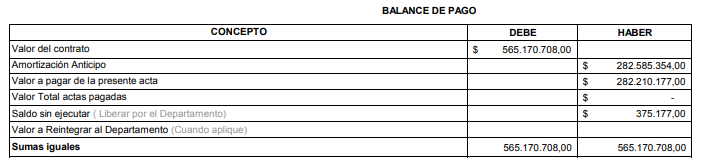 BALANCE DE PAGO
CONCEPTO DEBE HABER
Valor del contrato $ 565.170.708,00
Amortización Anticipo $ 282.585.354,00
Valor a pagar de la presente acta $ 282.210.177,00
Valor Total actas pagadas $ -
Saldo sin ejecutar ( Liberar por el Departamento) $ 375.177,00
Valor a Reintegrar al Departamento (Cuando aplique)
Sumas iguales 565.170.708,00 565.170.708,00